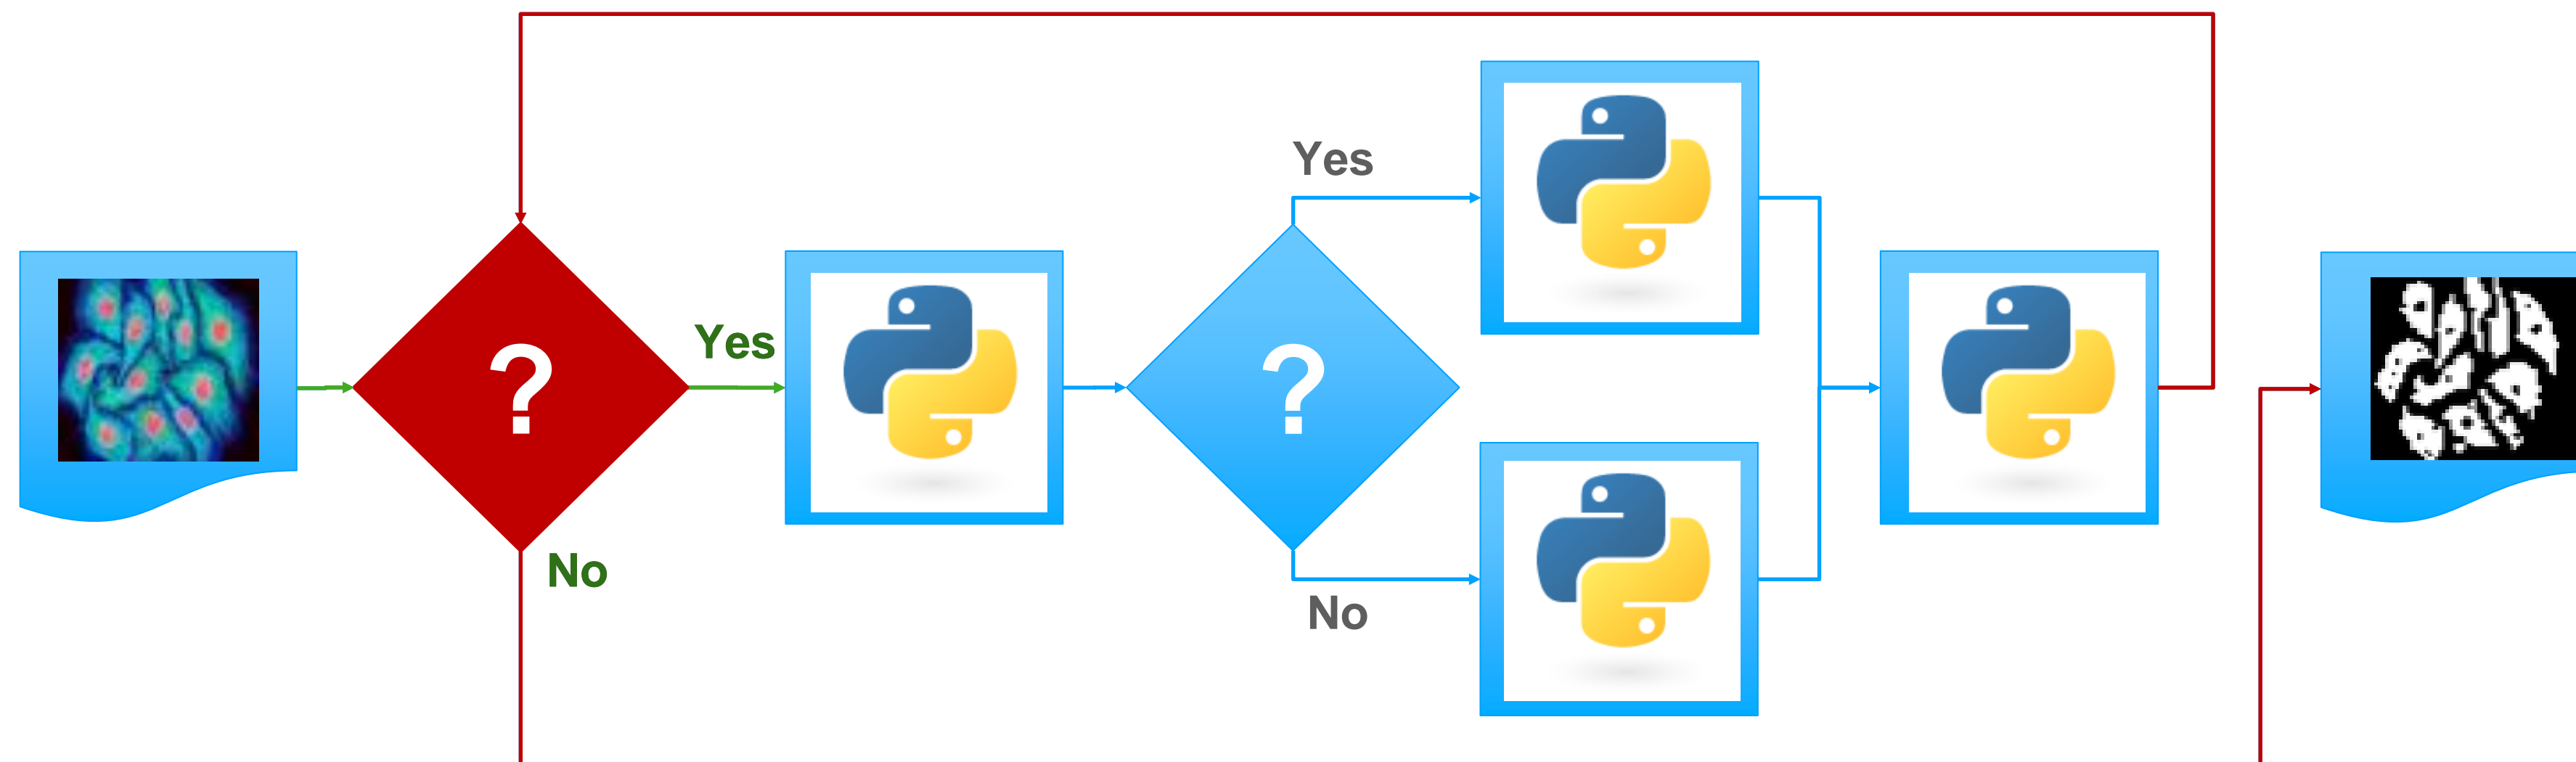 Yes
?
Yes
?
No
No